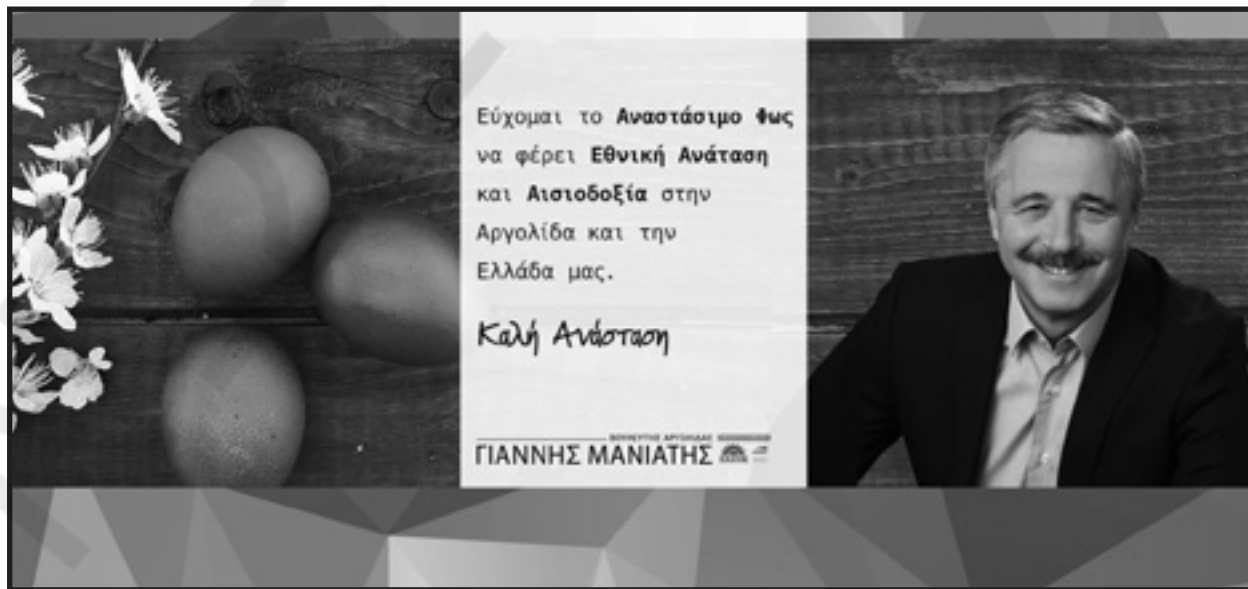 Εύχομαι το Αναστάσιμο Φως
να φέρει Εθνική Ανάταση
και Αισιοδοξία στην
Αργολίδα και την
Ελλάδα μας.
Καλή Ανάσταση
ΒΟΥΛΕΥΤΗΣ ΑΡΓΟΛΙΔΑΣ
ΓΙΑΝΝΗΣ ΜΑΝΙΑΤΗΣ